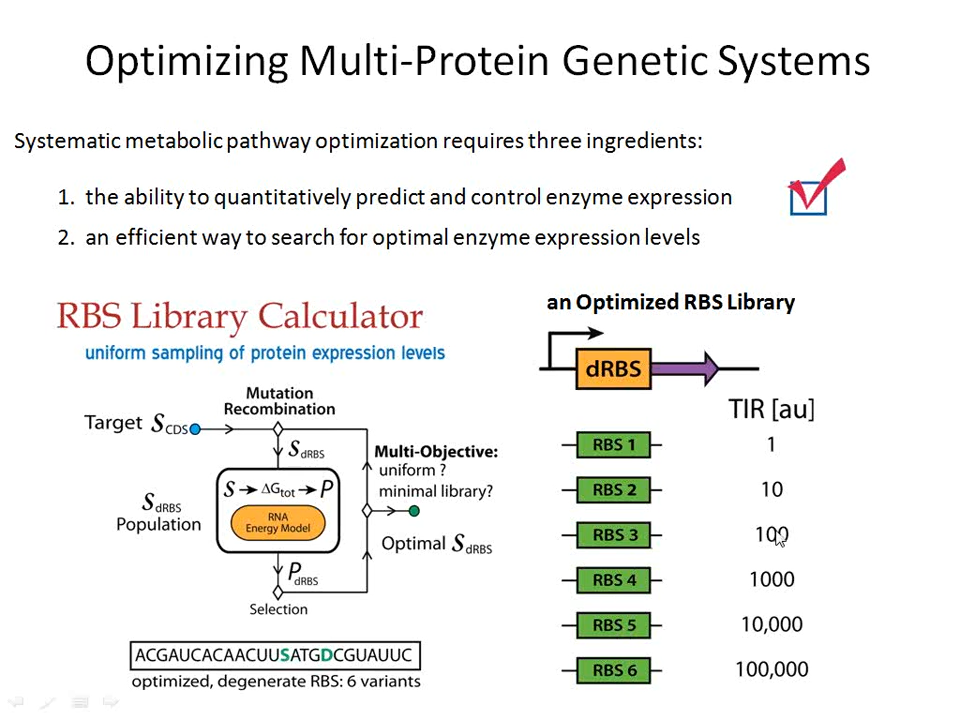 Optimizing Multi-Protein Genetic Systems
Systematic metabolic pathway optimization requires three ingredients:
1. the ability to quantitatively predict and control enzyme expression
2. an efficient way to search for optimal enzyme expression levels
RBS Library Calculator
uniform sampling of protein expression levels
Mutation
Recombination
Target S_CDS
S_dRBS
Multi-Objective:
uniform ?
minimal library?
S → ΔG_tot → P
RNA
Energy Model
S_dRBS
Population
Optimal S_dRBS
P_dRBS
Selection
ACGAUCACAACUUSATGDCGUAUUC
optimized, degenerate RBS: 6 variants
an Optimized RBS Library
dRBS
TIR [au]
RBS 1 1
RBS 2 10
RBS 3 100
RBS 4 1000
RBS 5 10,000
RBS 6 100,000